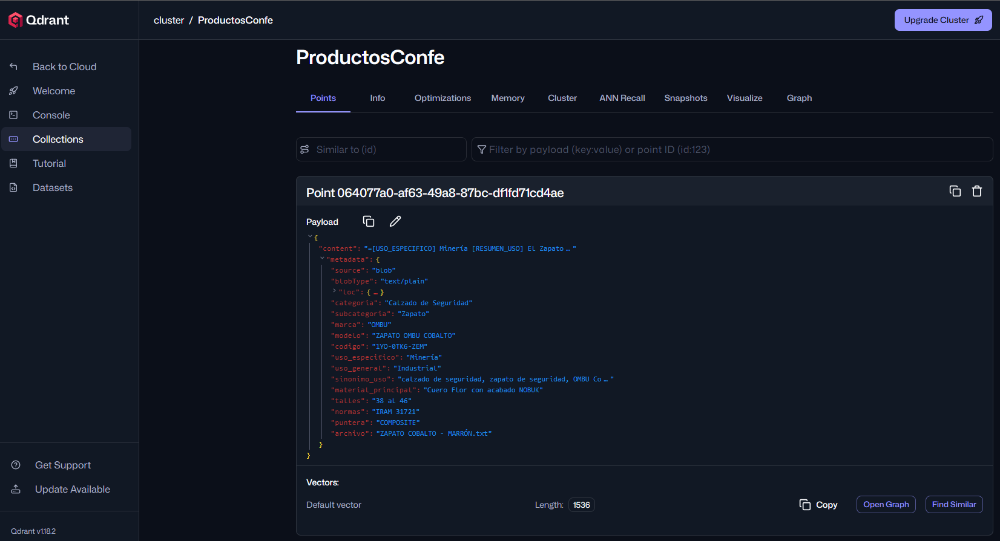 Qdrant
cluster / ProductosConfe
Upgrade Cluster
Back to Cloud
Welcome
Console
Collections
Tutorial
Datasets
Get Support
Update Available
Qdrant v1.18.2
ProductosConfe
Points Info Optimizations Memory Cluster ANN Recall Snapshots Visualize Graph
Similar to (id)
Filter by payload (key:value) or point ID (id:123)
Point 064077a0-af63-49a8-87bc-df1fd71cd4ae
Payload
{
"content": "=[USO_ESPECIFICO] Minería [RESUMEN_USO] El Zapato… "
"metadata": {
"source": "blob"
"blobType": "text/plain"
"loc": { … }
"categoria": "Calzado de Seguridad"
"subcategoria": "Zapato"
"marca": "OMBU"
"modelo": "ZAPATO OMBU COBALTO"
"codigo": "1YO-0TK6-ZEM"
"uso_especifico": "Minería"
"uso_general": "Industrial"
"sinonimo_uso": "calzado de seguridad, zapato de seguridad, OMBU Co… "
"material_principal": "Cuero Flor con acabado NOBUK"
"talles": "38 al 46"
"normas": "IRAM 31721"
"puntera": "COMPOSITE"
"archivo": "ZAPATO COBALTO - MARRÓN.txt"
}
}
Vectors:
Default vector
Length: 1536
Copy
Open Graph
Find Similar